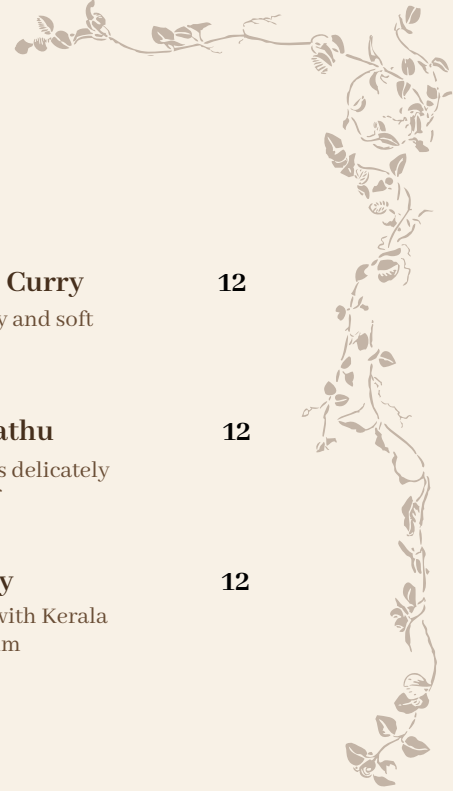 Curry 12
y and soft
athu 12
s delicately
y 12
with Kerala
m